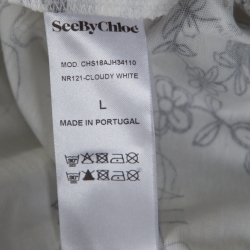 SeeByChloé
MOD. CHS18AJH34110
NR121-CLOUDY WHITE
L
MADE IN PORTUGAL